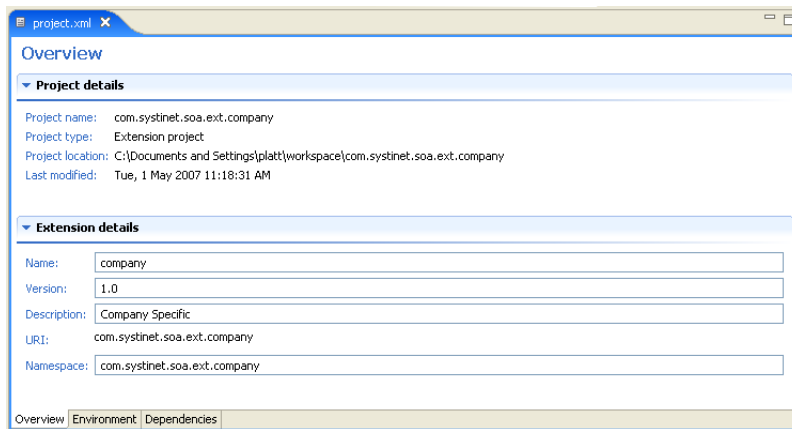 project.xml
Overview
Project details
Project name: com.systinet.soa.ext.company
Project type: Extension project
Project location: C:\Documents and Settings\platt\workspace\com.systinet.soa.ext.company
Last modified: Tue, 1 May 2007 11:18:31 AM
Extension details
Name: company
Version: 1.0
Description: Company Specific
URI: com.systinet.soa.ext.company
Namespace: com.systinet.soa.ext.company
Overview Environment Dependencies